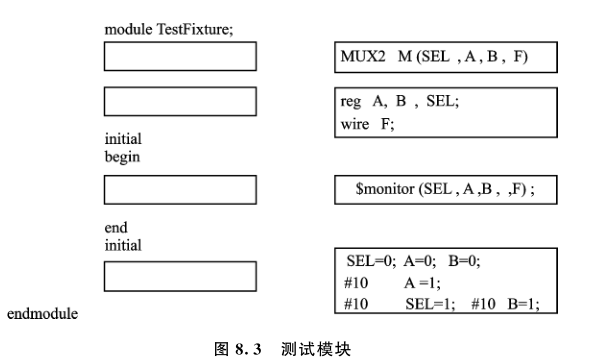 module TestFixture;
MUX2 M (SEL ,A , B , F)
reg A, B , SEL;
wire F;
initial
begin
$monitor (SEL , A ,B , ,F) ;
end
initial
SEL=0; A=0; B=0;
#10 A =1;
#10 SEL=1; #10 B=1;
endmodule
图 8.3 测试模块